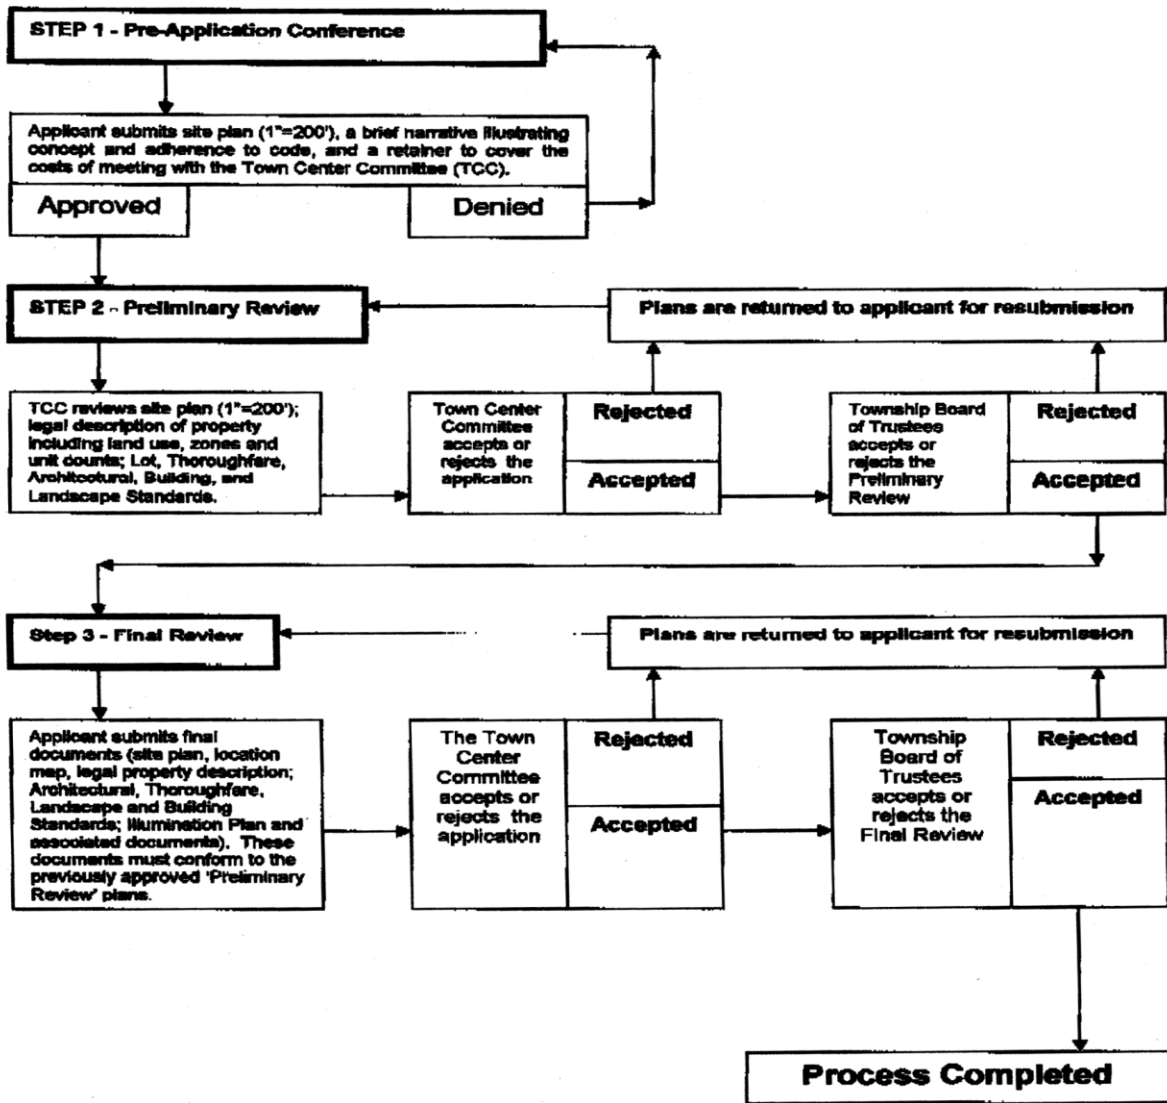 STEP 1 - Pre-Application Conference
Applicant submits site plan (1"=200'), a brief narrative illustrating
concept and adherence to code, and a retainer to cover the
costs of meeting with the Town Center Committee (TCC).
Approved
Denied
STEP 2 - Preliminary Review
Plans are returned to applicant for resubmission
TCC reviews site plan (1"=200');
legal description of property
including land use, zones and
unit counts; Lot, Thoroughfare,
Architectural, Building, and
Landscape Standards.
Town Center
Committee
accepts or
rejects the
application
Rejected
Accepted
Township Board
of Trustees
accepts or
rejects the
Preliminary
Review
Rejected
Accepted
Step 3 - Final Review
Plans are returned to applicant for resubmission
Applicant submits final
documents (site plan, location
map, legal property description;
Architectural, Thoroughfare,
Landscape and Building
Standards; Illumination Plan and
associated documents). These
documents must conform to the
previously approved 'Preliminary
Review' plans.
The Town
Center
Committee
accepts or
rejects the
application
Rejected
Accepted
Township
Board of
Trustees
accepts or
rejects the
Final Review
Rejected
Accepted
Process Completed